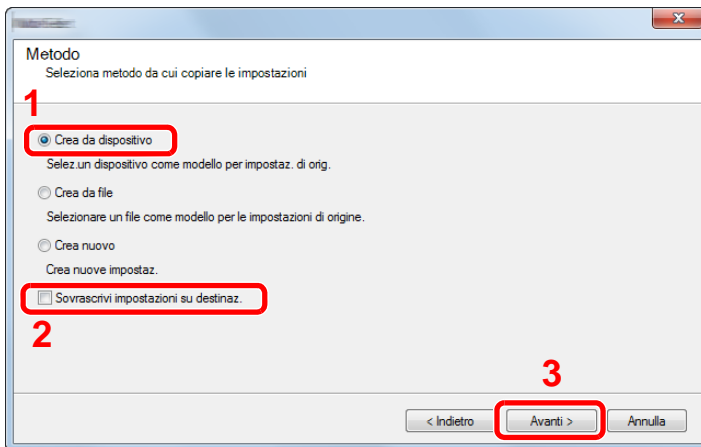 Metodo
Seleziona metodo da cui copiare le impostazioni
1
Crea da dispositivo
Selez.un dispositivo come modello per impostaz. di orig.
Crea da file
Selezionare un file come modello per le impostazioni di origine.
Crea nuovo
Crea nuove impostaz.
Sovrascrivi impostazioni su destinaz.
2
3
< Indietro
Avanti >
Annulla